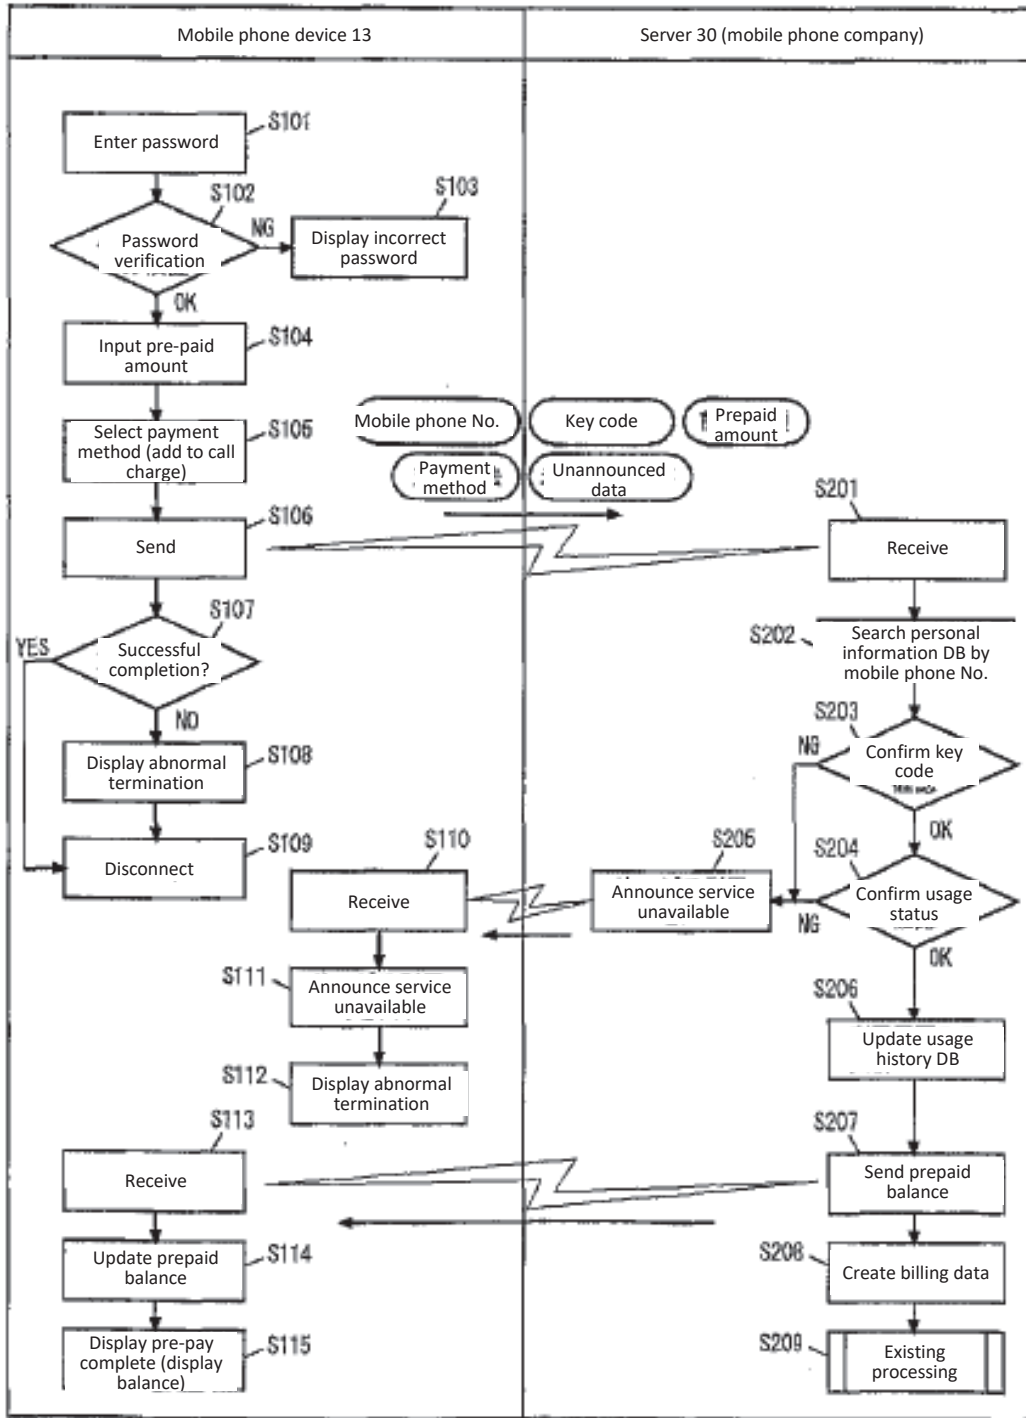 Mobile phone device 13
Server 30 (mobile phone company)
S101
Enter password
S102
NG
S103
Password
verification
Display incorrect
password
OK
Input pre-paid
amount
S104
Select payment
method (add to call
charge)
S105
Mobile phone No.
Key code
Prepaid
amount
Payment
method
Unannounced
data
S106
Send
S201
Receive
S107
YES
Successful
completion?
NO
S202
Search personal
information DB by
mobile phone No.
S203
NG
Confirm key
code
OK
Display abnormal
termination
S108
Disconnect
S109
S110
Receive
S205
Announce service
unavailable
S204
Confirm usage
status
NG
OK
S111
Announce service
unavailable
S206
Update usage
history DB
S112
Display abnormal
termination
S113
Receive
S207
Send prepaid
balance
Update prepaid
balance
S114
S208
Create billing data
Display pre-pay
complete (display
balance)
S115
S209
Existing
processing